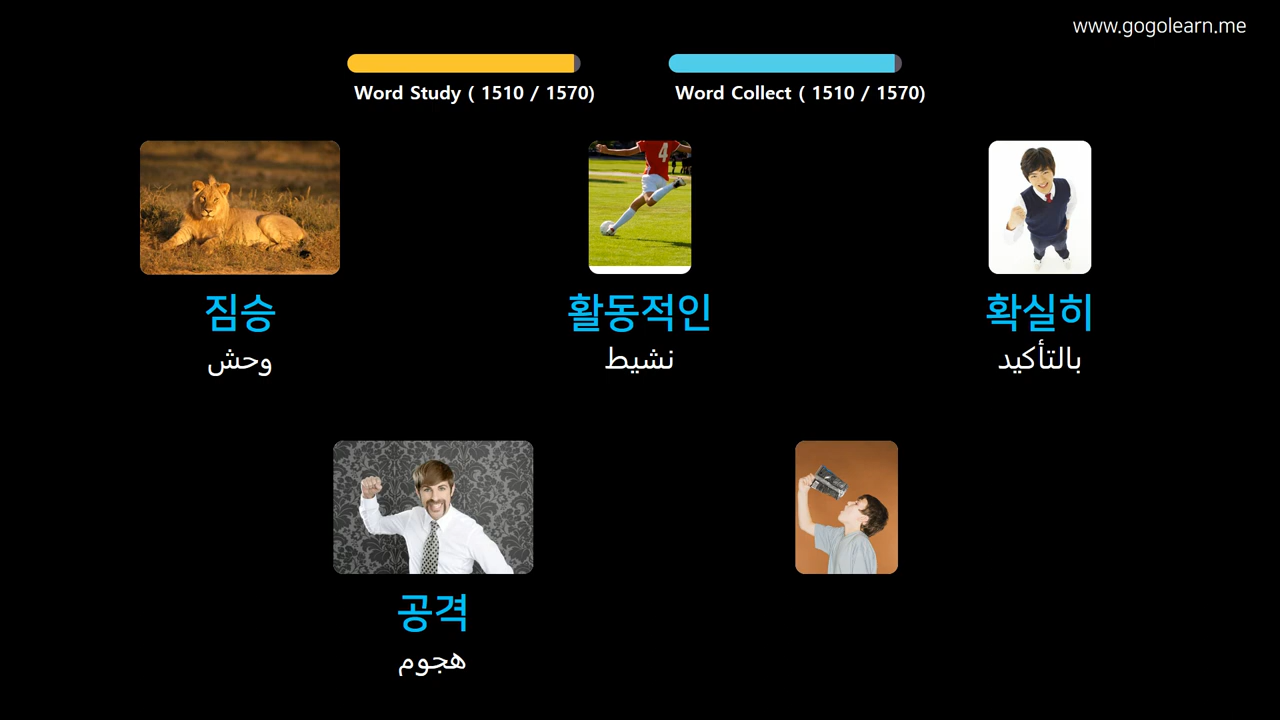 www.gogolearn.me
Word Study ( 1510 / 1570)
Word Collect ( 1510 / 1570)
짐승
وحش
활동적인
نشيط
확실히
بالتأكيد
공격
هجوم